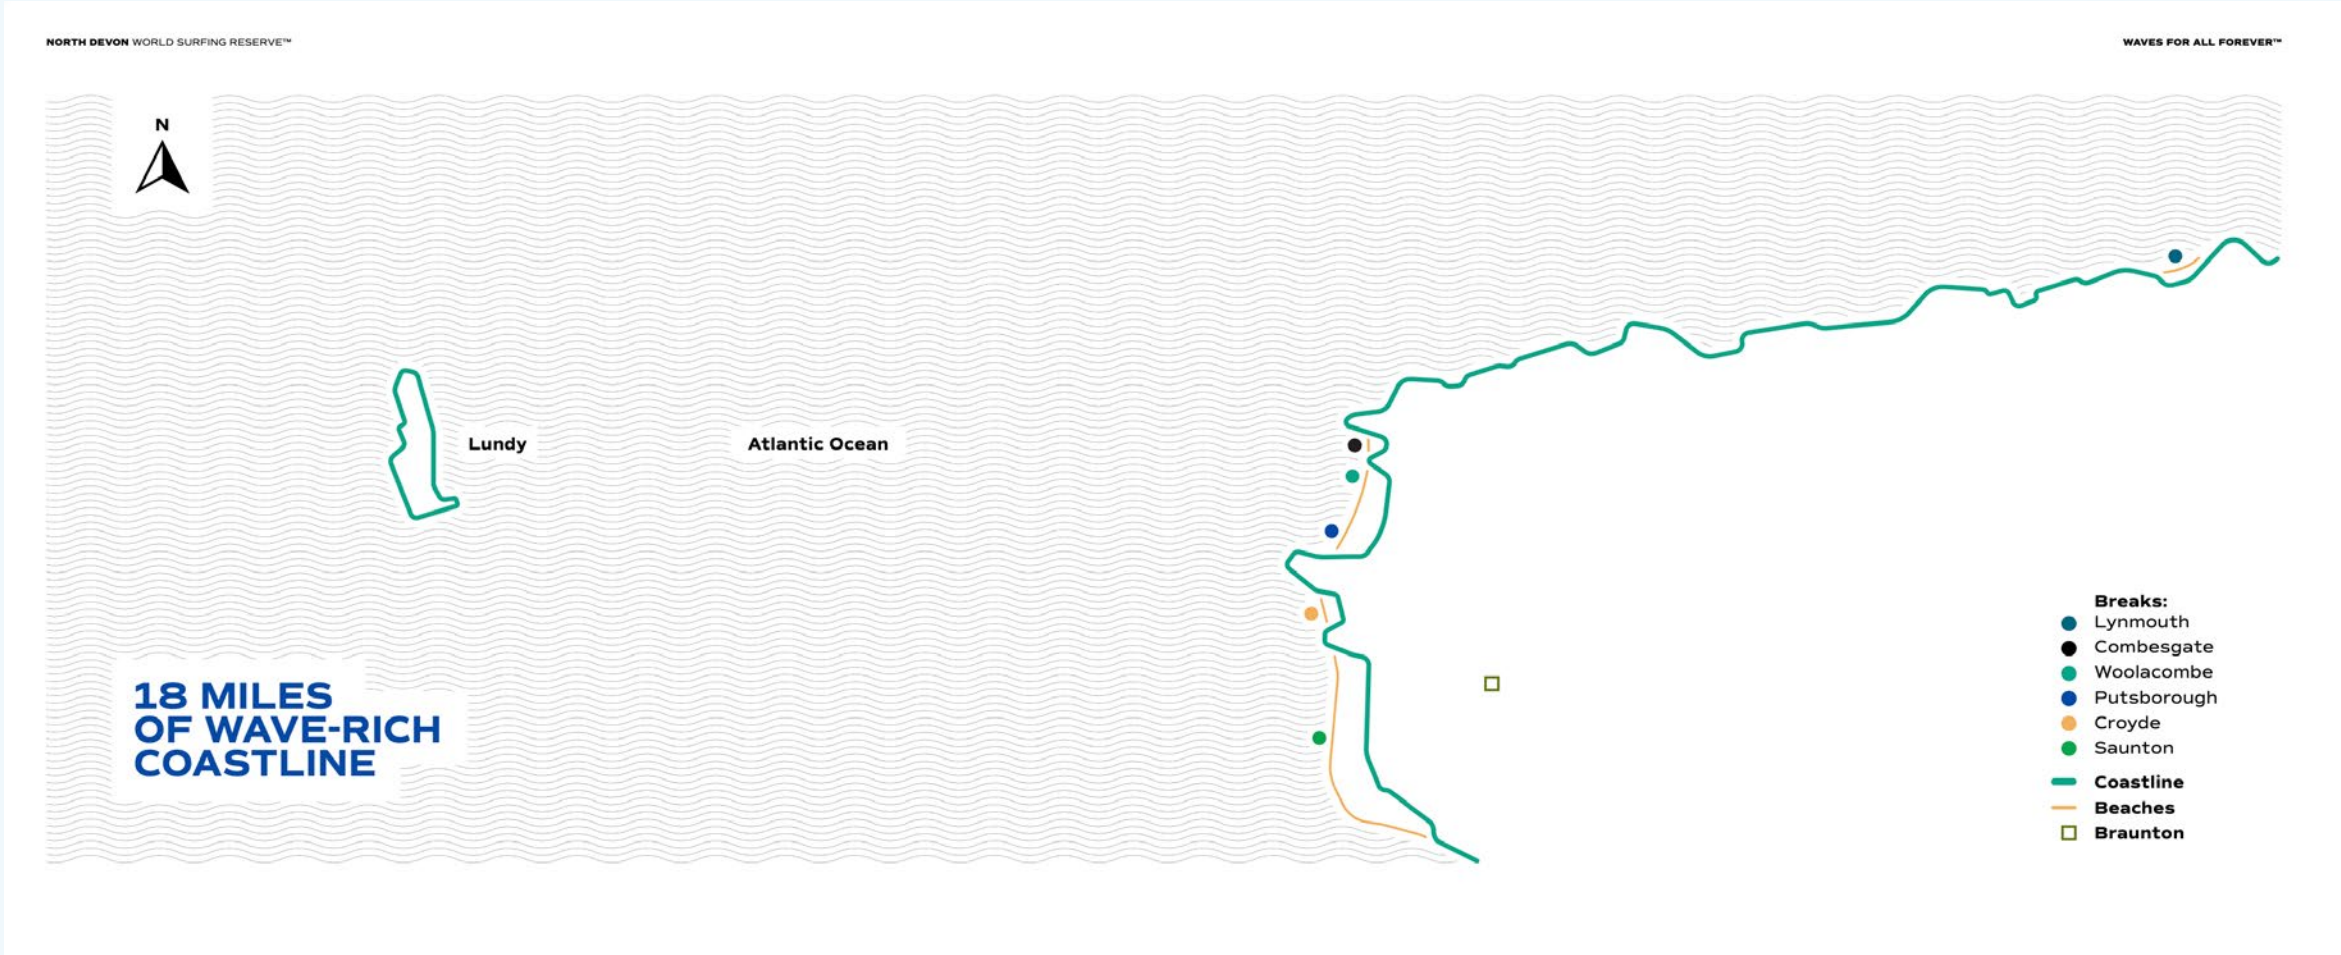 NORTH DEVON WORLD SURFING RESERVE™
WAVES FOR ALL FOREVER™
N
Lundy
Atlantic Ocean
18 MILES
OF WAVE-RICH
COASTLINE
Breaks:
Lynmouth
Combesgate
Woolacombe
Putsborough
Croyde
Saunton
Coastline
Beaches
Braunton